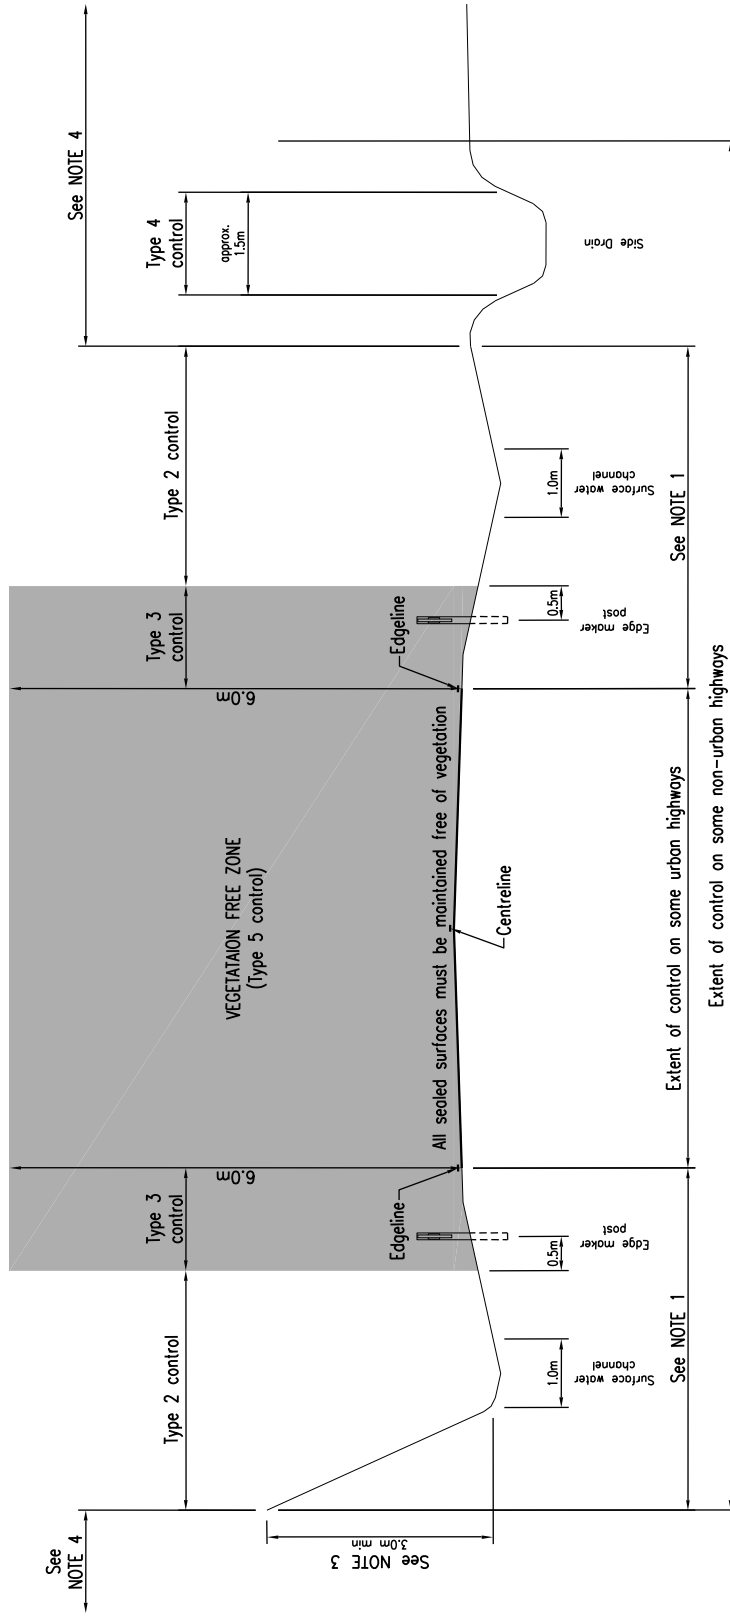 See
NOTE 4
See NOTE 4
Type 2 control
Type 3
control
Type 3
control
Type 2 control
Type 4
control
approx.
1.5m
VEGETATAION FREE ZONE
(Type 5 control)
6.0m
6.0m
See NOTE 3
3.0m min
Edgeline
All sealed surfaces must be maintained free of vegetation
Edgeline
Centreline
1.0m
Surface water
channel
0.5m
Edge maker
post
0.5m
Edge maker
post
1.0m
Surface water
channel
Side Drain
See NOTE 1
Extent of control on some urban highways
See NOTE 1
Extent of control on some non-urban highways